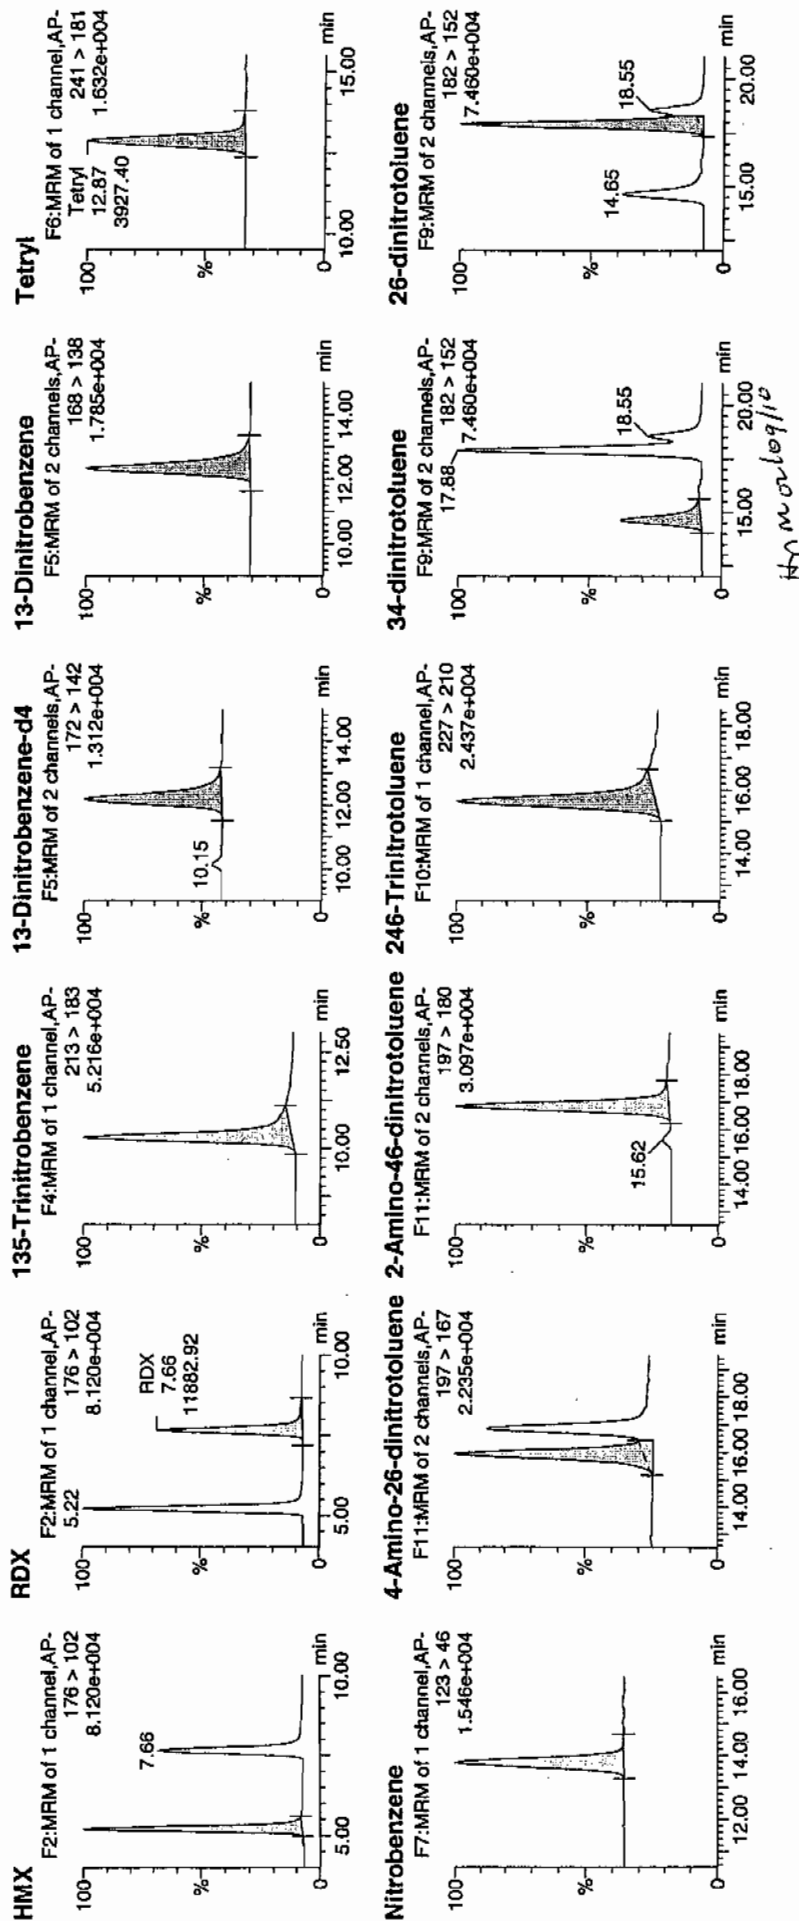 HMX
F2:MRM of 1 channel,AP-
176 > 102
8.120e+004
100
7.66
%
0
5.00
10.00
min
RDX
F2:MRM of 1 channel,AP-
176 > 102
8.120e+004
100
5.22
RDX
7.66
11882.92
%
0
5.00
10.00
min
135-Trinitrobenzene
F4:MRM of 1 channel,AP-
213 > 183
5.216e+004
100
%
0
10.00
12.50
min
13-Dinitrobenzene-d4
F5:MRM of 2 channels,AP-
172 > 142
1.312e+004
100
10.15
%
0
10.00
12.00
14.00
min
13-Dinitrobenzene
F5:MRM of 2 channels,AP-
168 > 138
1.785e+004
100
%
0
10.00
12.00
14.00
min
Tetryl
F6:MRM of 1 channel,AP-
241 > 181
1.632e+004
100
Tetryl
12.87
3927.40
%
0
10.00
15.00
min
Nitrobenzene
F7:MRM of 1 channel,AP-
123 > 46
1.546e+004
100
%
0
12.00
14.00
16.00
min
4-Amino-26-dinitrotoluene
F11:MRM of 2 channels,AP-
197 > 167
2.235e+004
100
%
0
14.00
16.00
18.00
min
2-Amino-46-dinitrotoluene
F11:MRM of 2 channels,AP-
197 > 180
3.097e+004
100
15.62
%
0
14.00
16.00
18.00
min
246-Trinitrotoluene
F10:MRM of 1 channel,AP-
227 > 210
2.437e+004
100
%
0
14.00
16.00
18.00
min
34-dinitrotoluene
F9:MRM of 2 channels,AP-
182 > 152
7.460e+004
100
17.88
18.55
%
0
15.00
20.00
min
26-dinitrotoluene
F9:MRM of 2 channels,AP-
182 > 152
7.460e+004
100
14.65
18.55
%
0
15.00
20.00
min